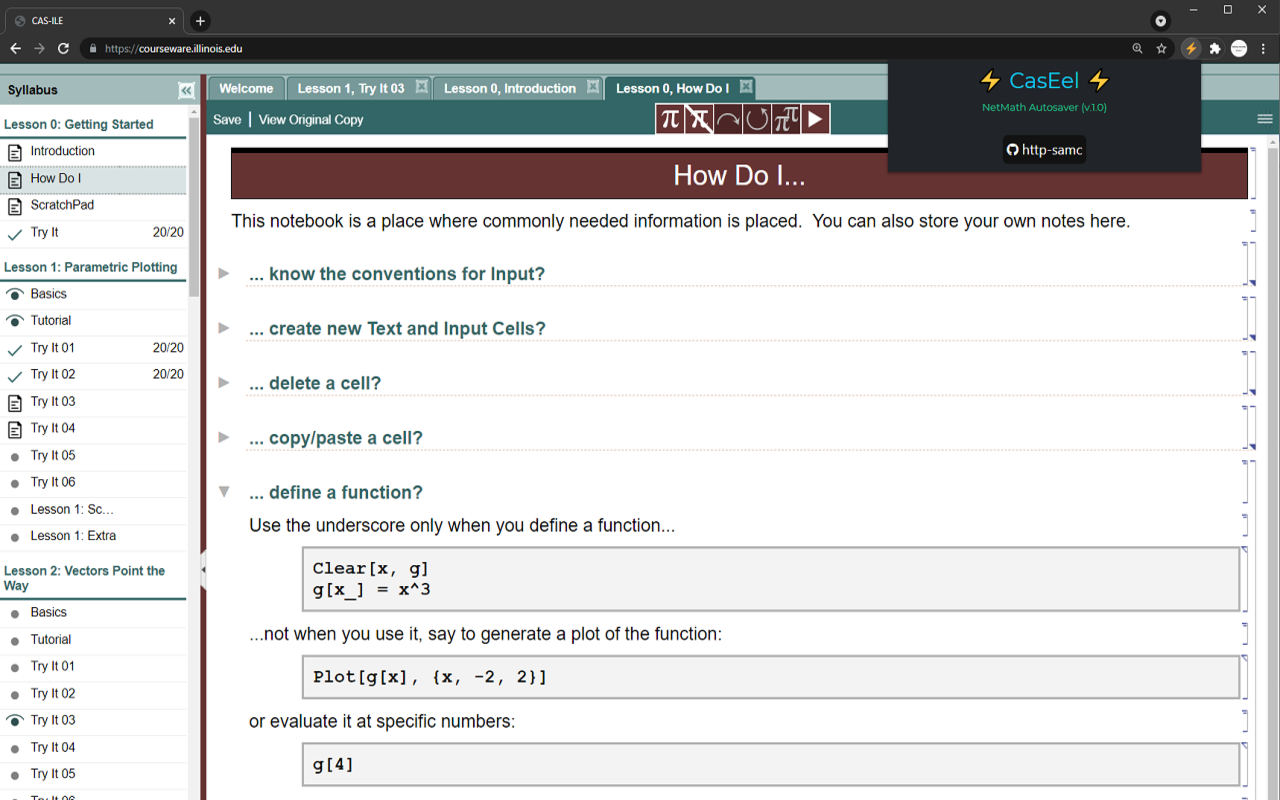 CAS-ILE
https://courseware.illinois.edu
⚡ CasEel ⚡
NetMath Autosaver (v.1.0)
http-samc
Syllabus
Lesson 0: Getting Started
Introduction
How Do I
ScratchPad
Try It 20/20
Lesson 1: Parametric Plotting
Basics
Tutorial
Try It 01 20/20
Try It 02 20/20
Try It 03
Try It 04
Try It 05
Try It 06
Lesson 1: Sc...
Lesson 1: Extra
Lesson 2: Vectors Point the
Way
Basics
Tutorial
Try It 01
Try It 02
Try It 03
Try It 04
Try It 05
Try It 06
Welcome
Lesson 1, Try It 03
Lesson 0, Introduction
Lesson 0, How Do I
Save | View Original Copy
How Do I...
This notebook is a place where commonly needed information is placed. You can also store your own notes here.
... know the conventions for Input?
... create new Text and Input Cells?
... delete a cell?
... copy/paste a cell?
... define a function?
Use the underscore only when you define a function...
Clear[x, g]
g[x_] = x^3
...not when you use it, say to generate a plot of the function:
Plot[g[x], {x, -2, 2}]
or evaluate it at specific numbers:
g[4]